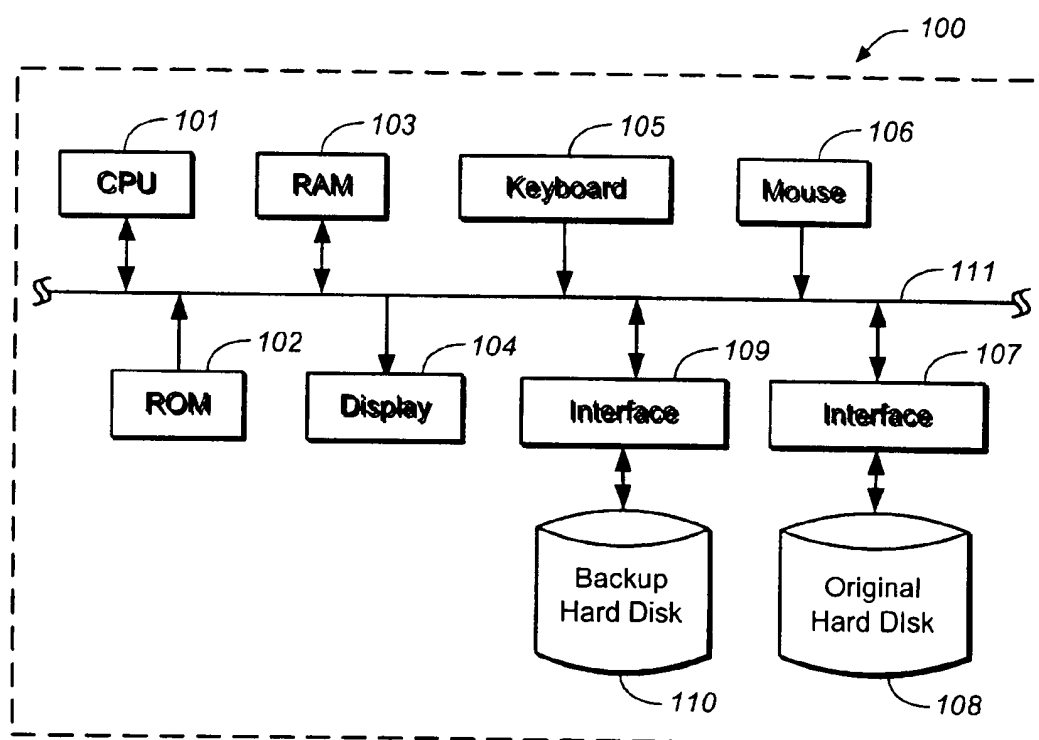 100
101
103
105
106
CPU
RAM
Keyboard
Mouse
111
102
104
109
107
ROM
Display
Interface
Interface
Backup
Hard Disk
Original
Hard Disk
110
108